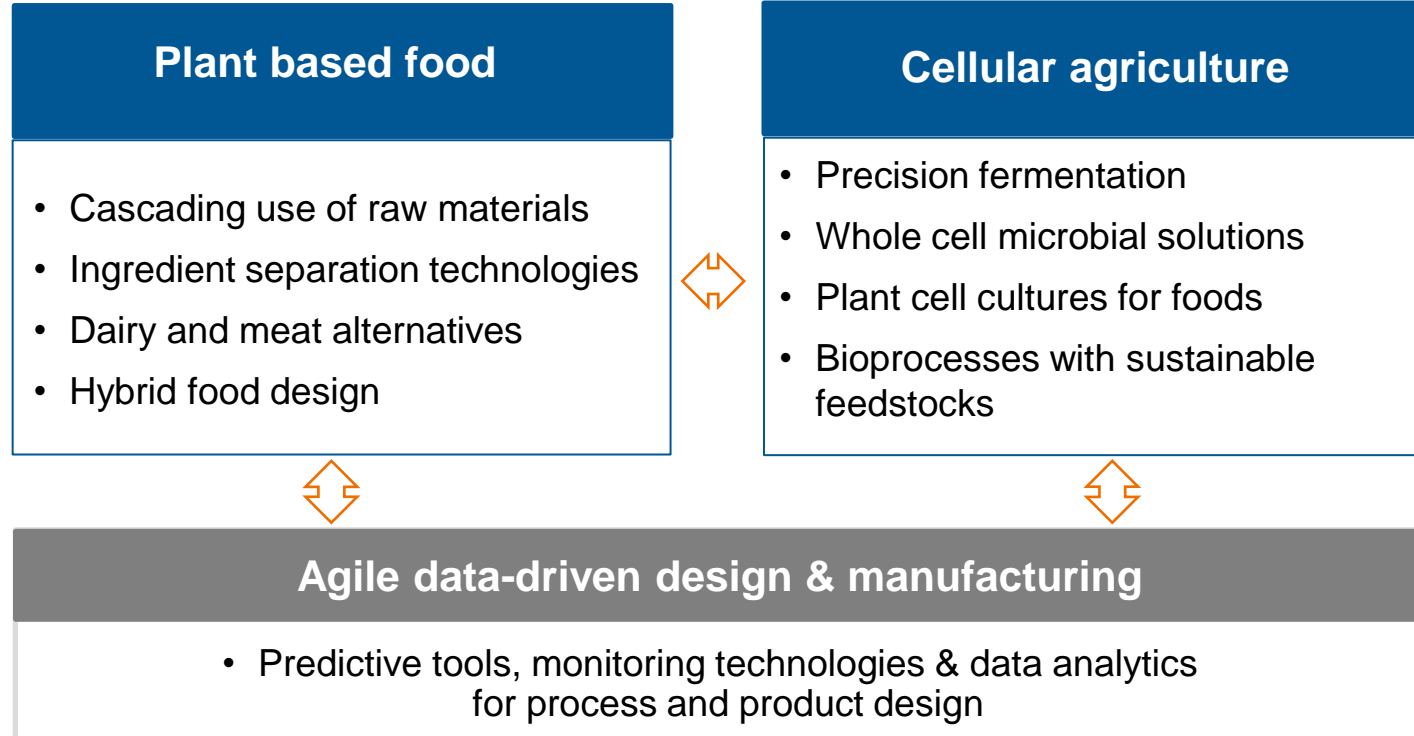 Plant based food
• Cascading use of raw materials
• Ingredient separation technologies
• Dairy and meat alternatives
• Hybrid food design
Cellular agriculture
• Precision fermentation
• Whole cell microbial solutions
• Plant cell cultures for foods
• Bioprocesses with sustainable
feedstocks
Agile data-driven design & manufacturing
• Predictive tools, monitoring technologies & data analytics
for process and product design